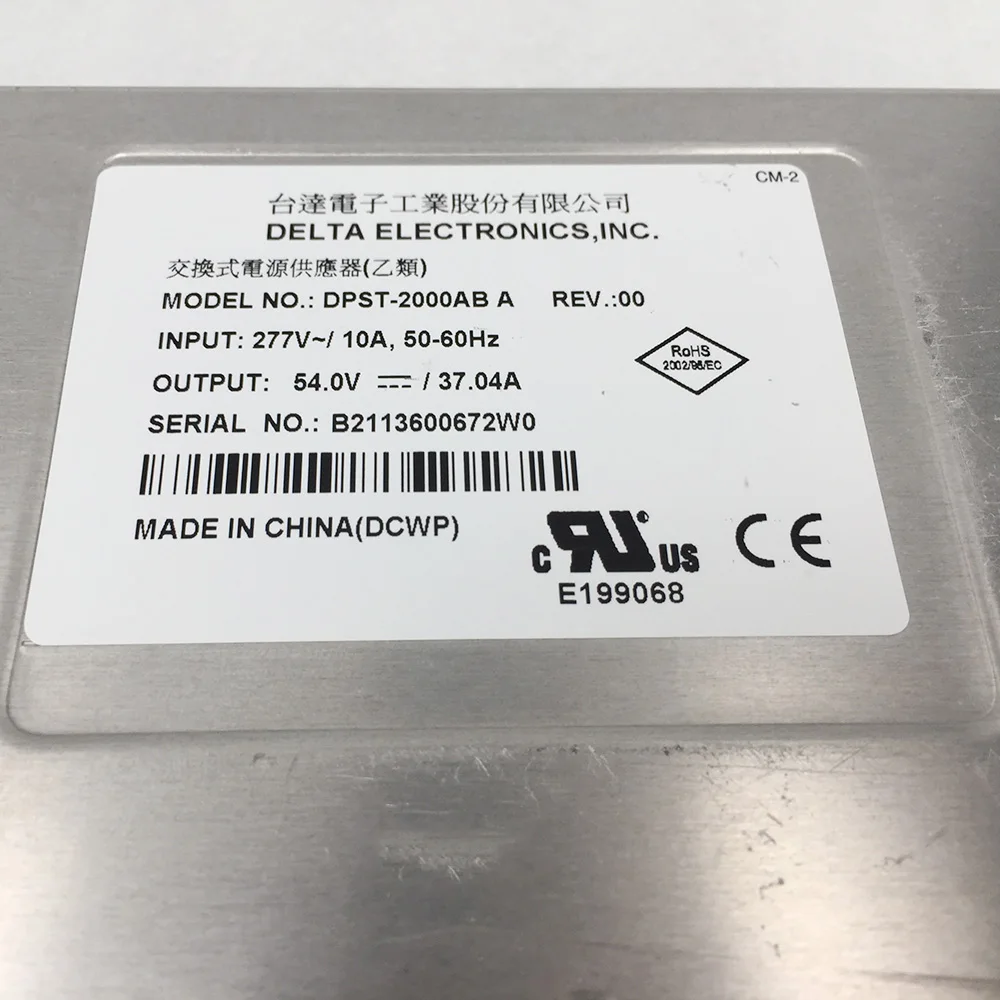 CM-2
台達電子工業股份有限公司
DELTA ELECTRONICS,INC.
交換式電源供應器(乙類)
MODEL NO.: DPST-2000AB A REV.:00
INPUT: 277V~/ 10A, 50-60Hz
RoHS
2002/95/EC
OUTPUT: 54.0V ⎓ / 37.04A
SERIAL NO.: B2113600672W0
MADE IN CHINA(DCWP)
C RU US
CE
E199068